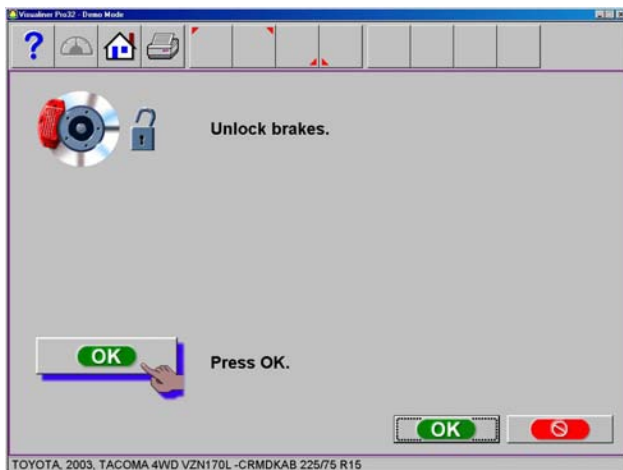 Visualiner Pro32 - Demo Mode
?
Unlock brakes.
OK
Press OK.
OK
TOYOTA, 2003, TACOMA 4WD VZN170L -CRMDKAB 225/75 R15